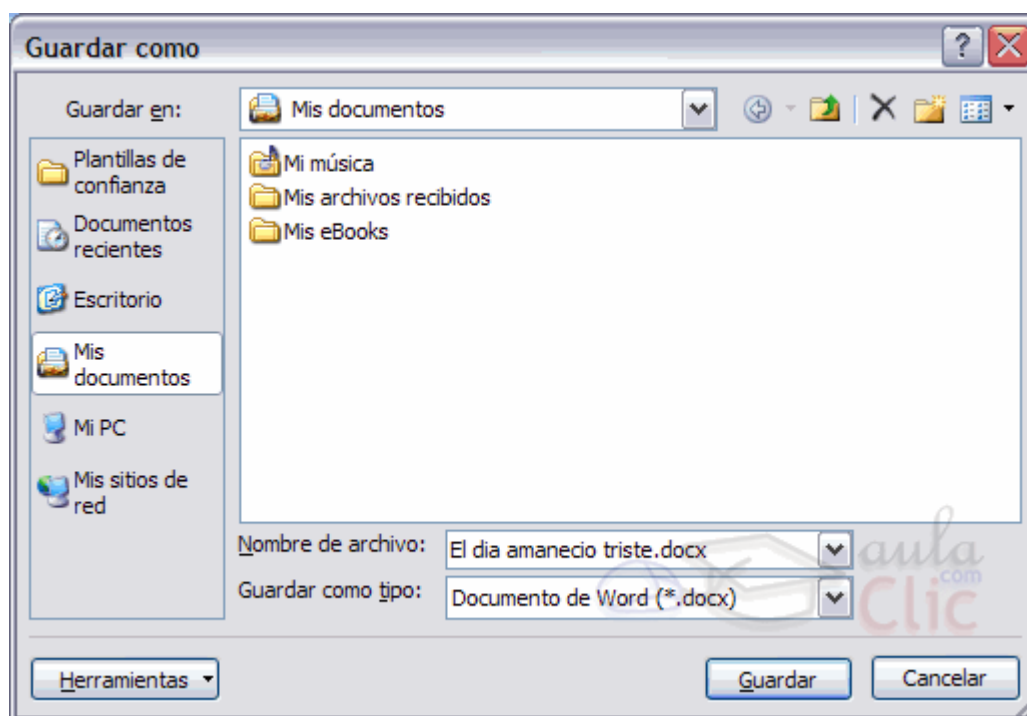 Guardar como
Guardar en:
Mis documentos
Plantillas de
confianza
Documentos
recientes
Escritorio
Mis
documentos
Mi PC
Mis sitios de
red
Mi música
Mis archivos recibidos
Mis eBooks
Nombre de archivo:
El dia amanecio triste.docx
Guardar como tipo:
Documento de Word (*.docx)
aula
.com
Clic
Herramientas
Guardar
Cancelar